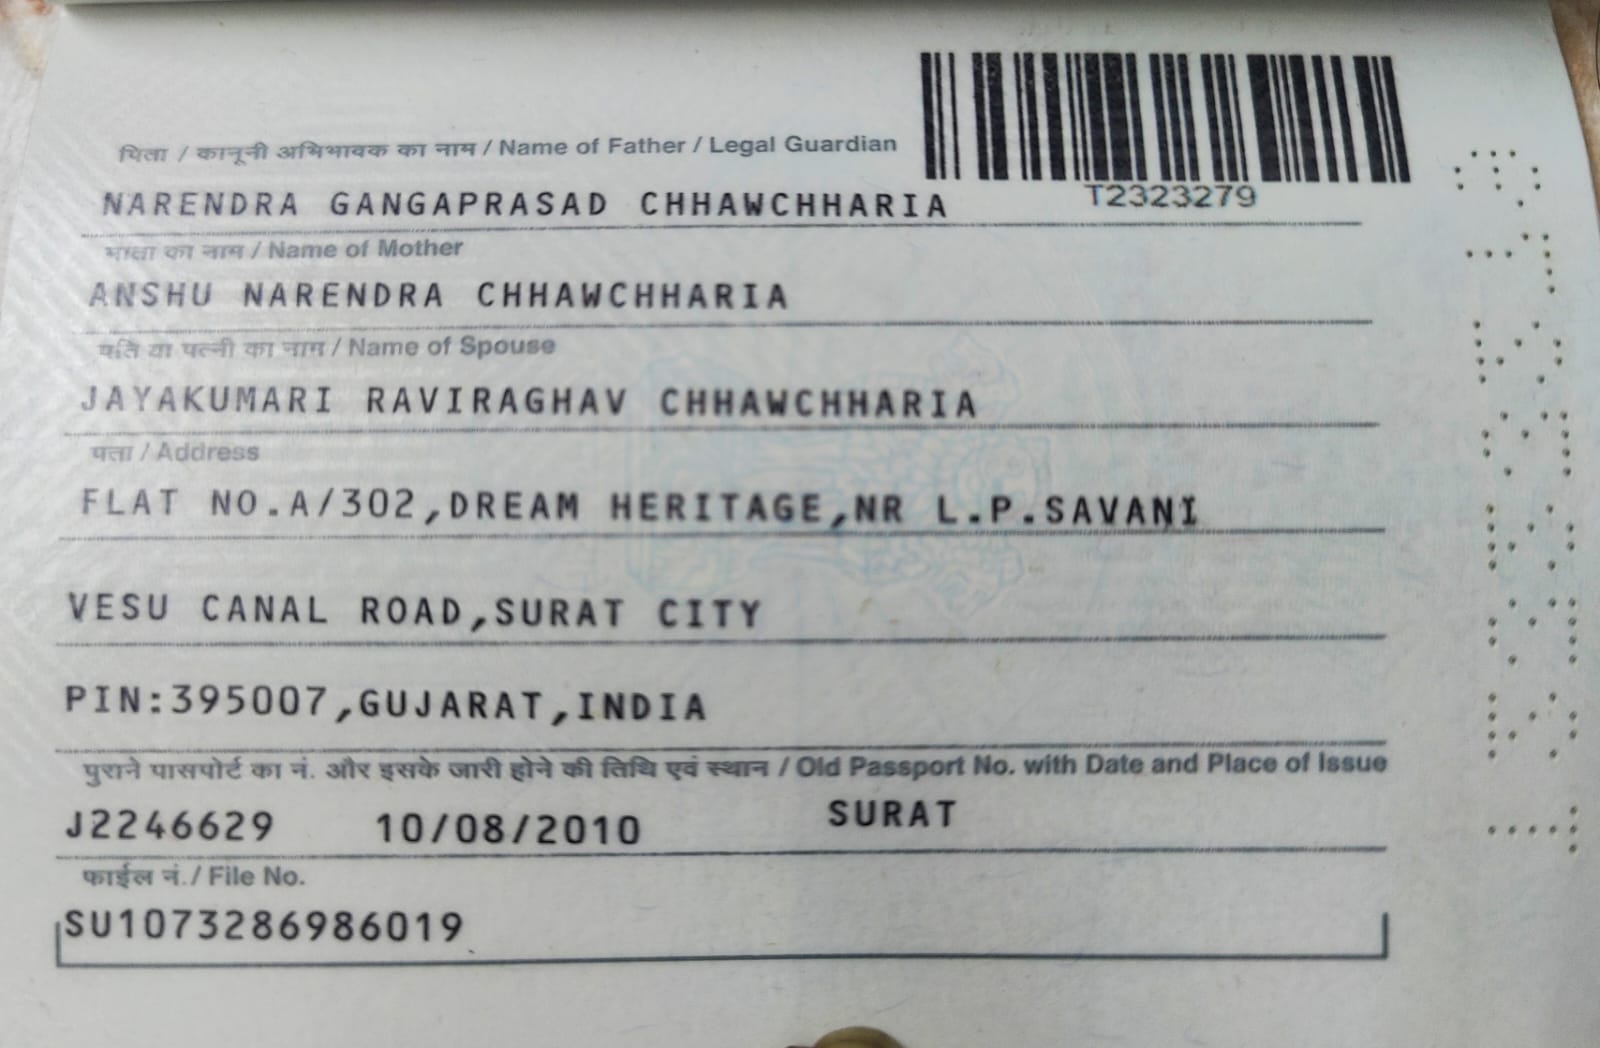 पिता / कानूनी अभिभावक का नाम / Name of Father / Legal Guardian
NARENDRA GANGAPRASAD CHHAWCHHARIA
T2323279
माता का नाम / Name of Mother
ANSHU NARENDRA CHHAWCHHARIA
पति या पत्नी का नाम / Name of Spouse
JAYAKUMARI RAVIRAGHAV CHHAWCHHARIA
पता / Address
FLAT NO.A/302,DREAM HERITAGE,NR L.P.SAVANI
VESU CANAL ROAD,SURAT CITY
PIN:395007,GUJARAT,INDIA
पुराने पासपोर्ट का नं. और इसके जारी होने की तिथि एवं स्थान / Old Passport No. with Date and Place of Issue
J2246629 10/08/2010 SURAT
फाईल नं./ File No.
SU1073286986019